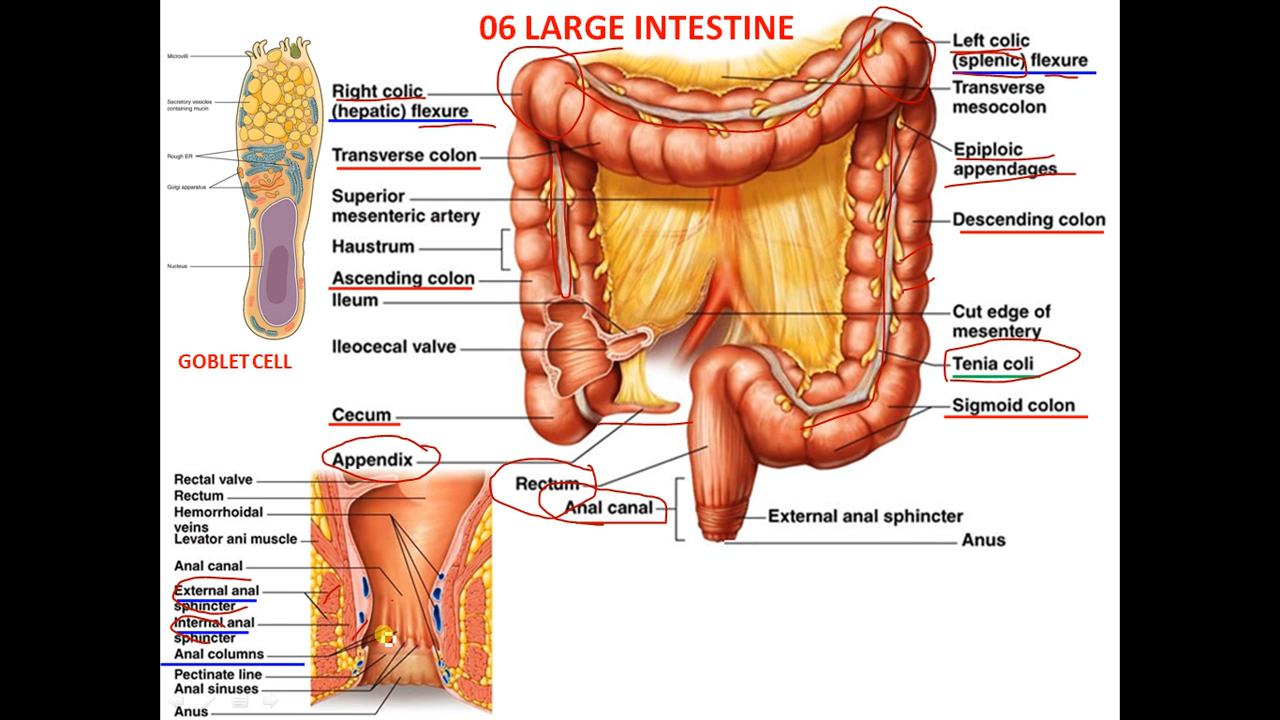 06 LARGE INTESTINE
Microvilli
Secretory vesicles
containing mucin
Rough ER
Golgi apparatus
Nucleus
GOBLET CELL
Right colic
(hepatic) flexure
Transverse colon
Superior
mesenteric artery
Haustrum
Ascending colon
Ileum
Ileocecal valve
Cecum
Appendix
Left colic
(splenic) flexure
Transverse
mesocolon
Epiploic
appendages
Descending colon
Cut edge of
mesentery
Tenia coli
Sigmoid colon
Rectum
Anal canal
External anal sphincter
Anus
Rectal valve
Rectum
Hemorrhoidal
veins
Levator ani muscle
Anal canal
External anal
sphincter
Internal anal
sphincter
Anal columns
Pectinate line
Anal sinuses
Anus